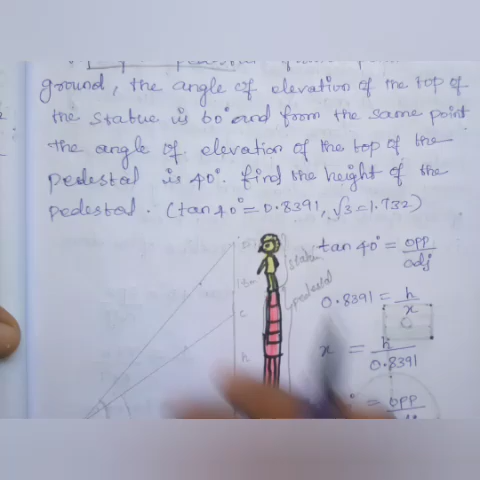 ground, the angle of elevation of the top of
the statue is 60° and from the same point
the angle of elevation of the top of the
pedestal is 40°. find the height of the
pedestal. (tan 40° = 0.8391, √3 = 1.732)
tan 40° = opp/adj
statue
pedestal
0.8391 = h/x
c
x = h/0.8391
h
° = opp